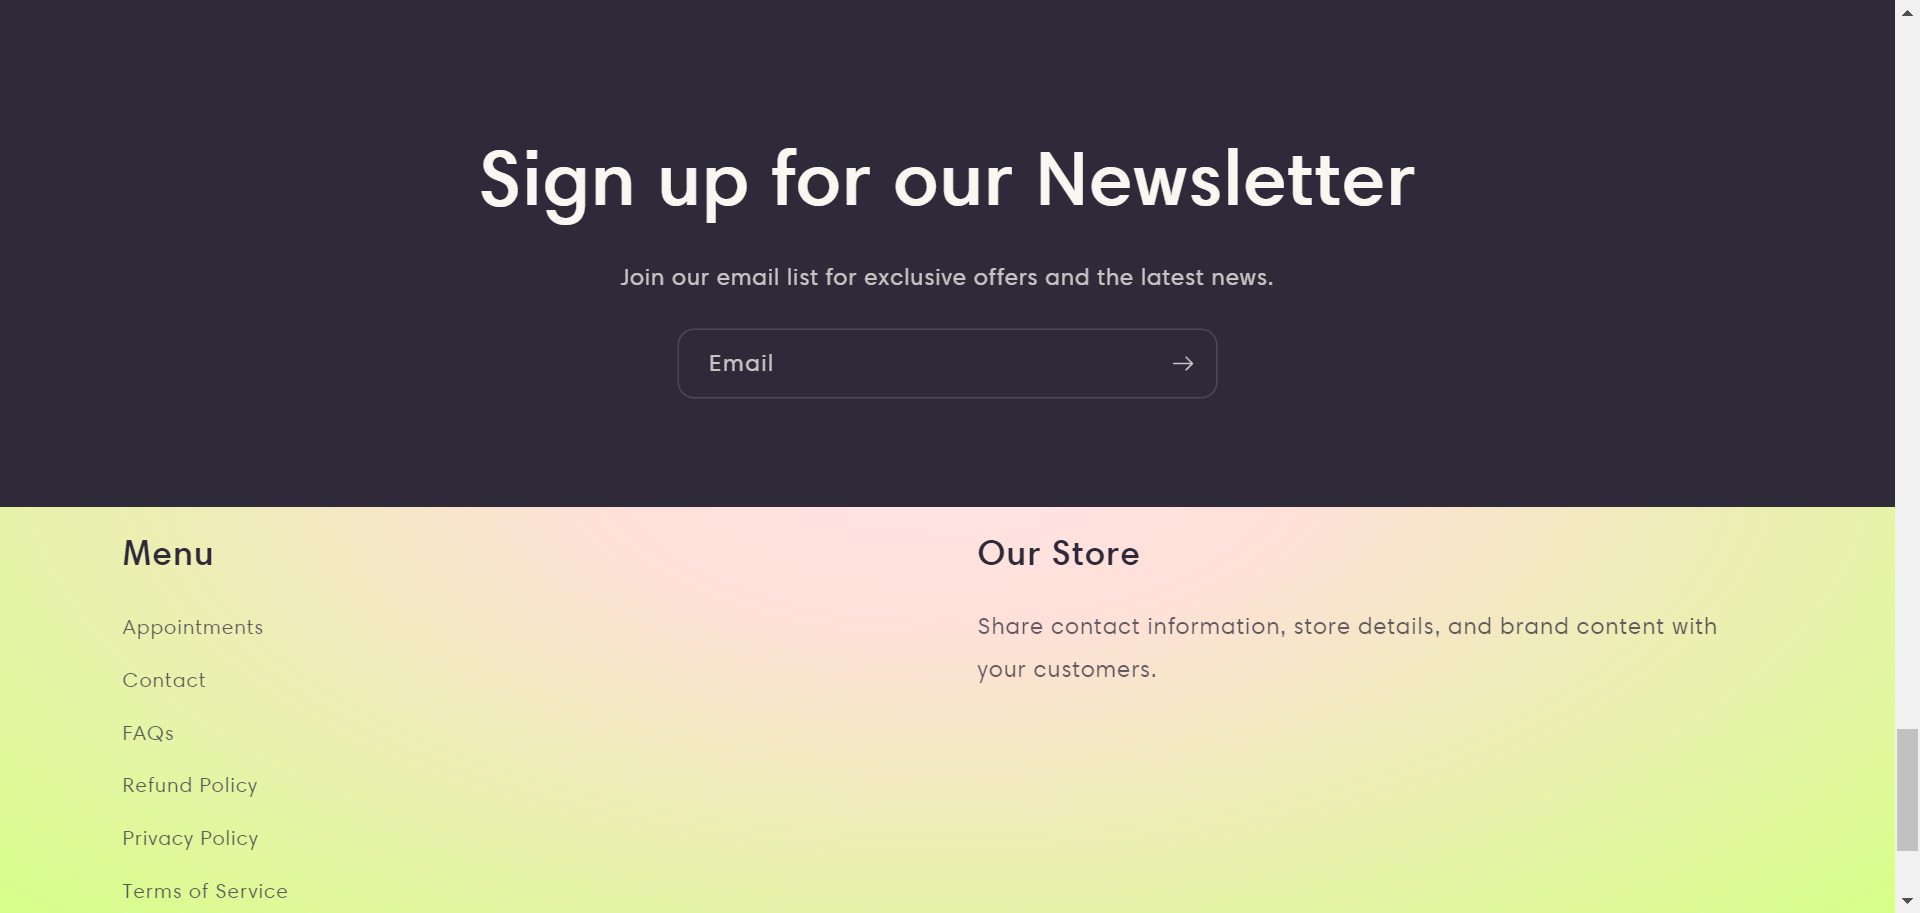 Sign up for our Newsletter
Join our email list for exclusive offers and the latest news.
Email
Menu
Appointments
Contact
FAQs
Refund Policy
Privacy Policy
Terms of Service
Our Store
Share contact information, store details, and brand content with
your customers.